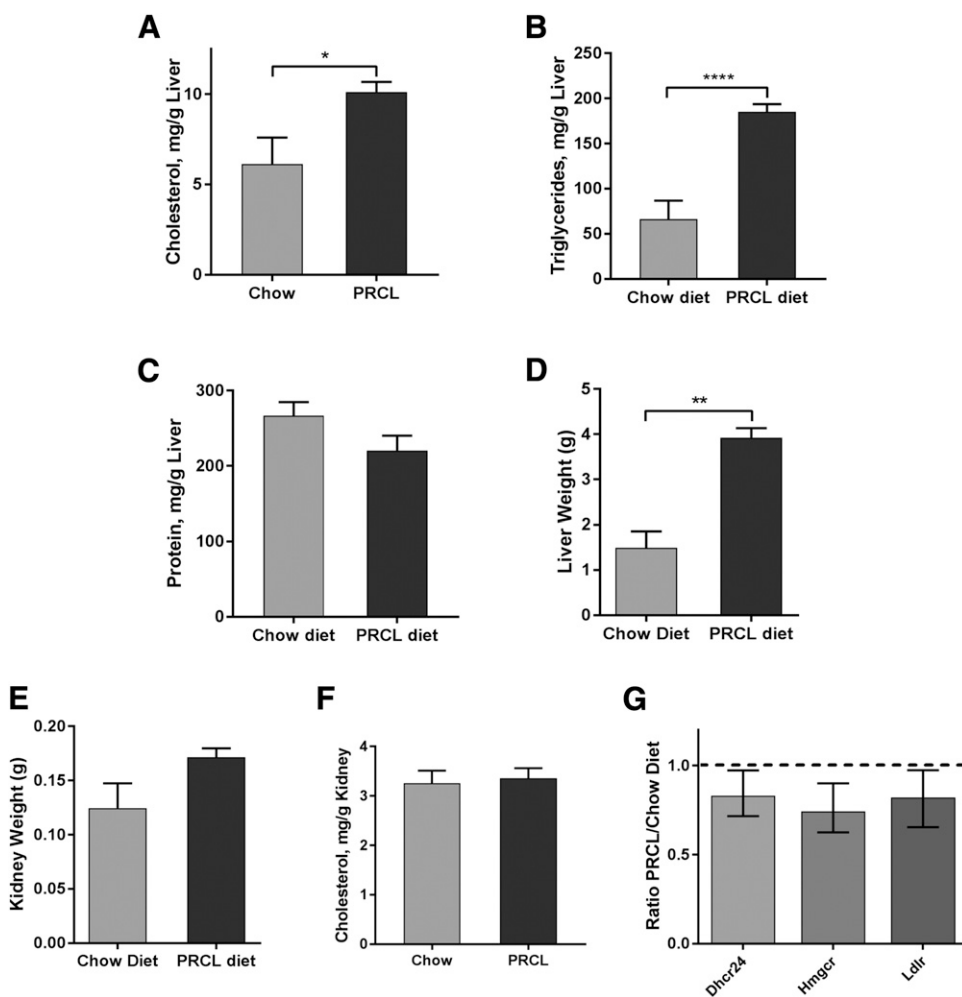 A
Cholesterol, mg/g Liver
10
5
0
*
Chow
PRCL
B
Triglycerides, mg/g Liver
250
200
150
100
50
0
****
Chow diet
PRCL diet
C
Protein, mg/g Liver
300
200
100
0
Chow diet
PRCL diet
D
Liver Weight (g)
5
4
3
2
1
0
**
Chow Diet
PRCL diet
E
Kidney Weight (g)
0.20
0.15
0.10
0.05
0.00
Chow Diet
PRCL diet
F
Cholesterol, mg/g Kidney
4
3
2
1
0
Chow
PRCL
G
Ratio PRCL/Chow Diet
1.0
0.5
0.0
Dhcr24
Hmgcr
Ldlr